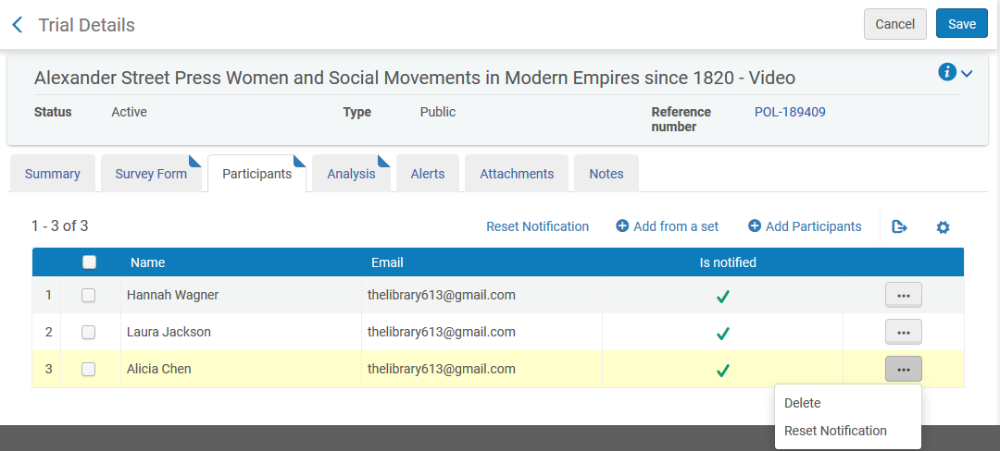 Trial Details
Cancel
Save
Alexander Street Press Women and Social Movements in Modern Empires since 1820 - Video
Status Active Type Public Reference number POL-189409
Summary Survey Form Participants Analysis Alerts Attachments Notes
1 - 3 of 3 Reset Notification Add from a set Add Participants
Name Email Is notified
1 Hannah Wagner thelibrary613@gmail.com
2 Laura Jackson thelibrary613@gmail.com
3 Alicia Chen thelibrary613@gmail.com
Delete
Reset Notification